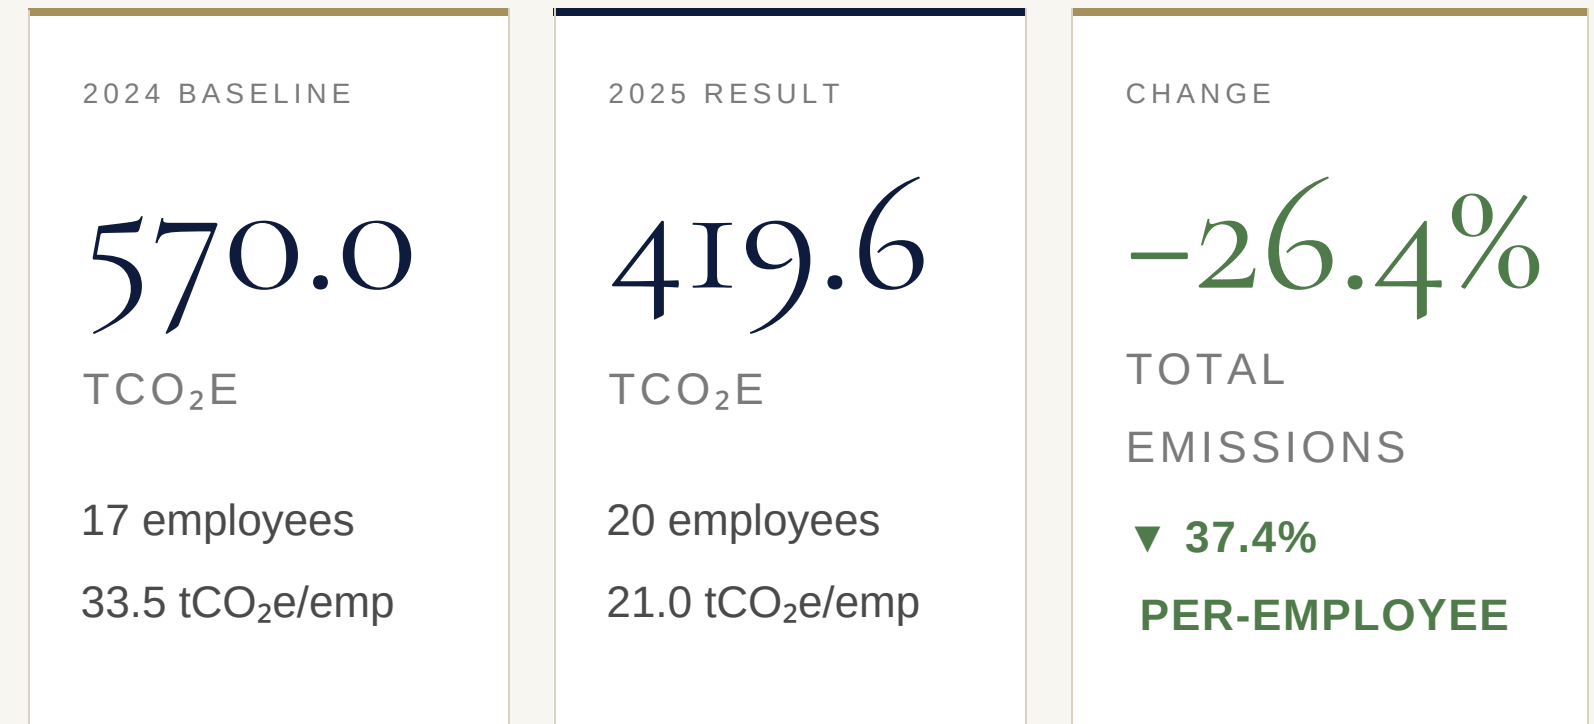 2024 BASELINE
570.0
TCO₂E
17 employees
33.5 tCO₂e/emp
2025 RESULT
419.6
TCO₂E
20 employees
21.0 tCO₂e/emp
CHANGE
−26.4%
TOTAL
EMISSIONS
▼ 37.4%
PER-EMPLOYEE